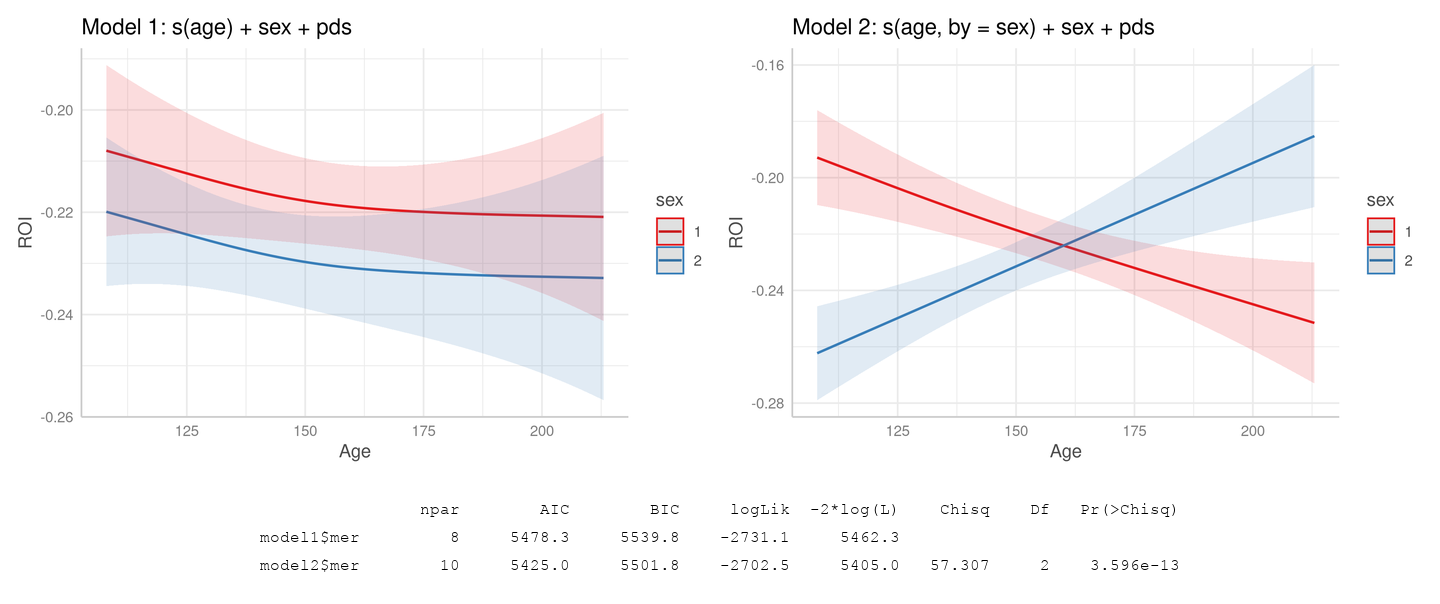 Model 1: s(age) + sex + pds
-0.20
-0.22
-0.24
-0.26
ROI
125 150 175 200
Age
sex
1
2
Model 2: s(age, by = sex) + sex + pds
-0.16
-0.20
-0.24
-0.28
ROI
125 150 175 200
Age
sex
1
2
npar AIC BIC logLik -2*log(L) Chisq Df Pr(>Chisq)
model1$mer 8 5478.3 5539.8 -2731.1 5462.3
model2$mer 10 5425.0 5501.8 -2702.5 5405.0 57.307 2 3.596e-13